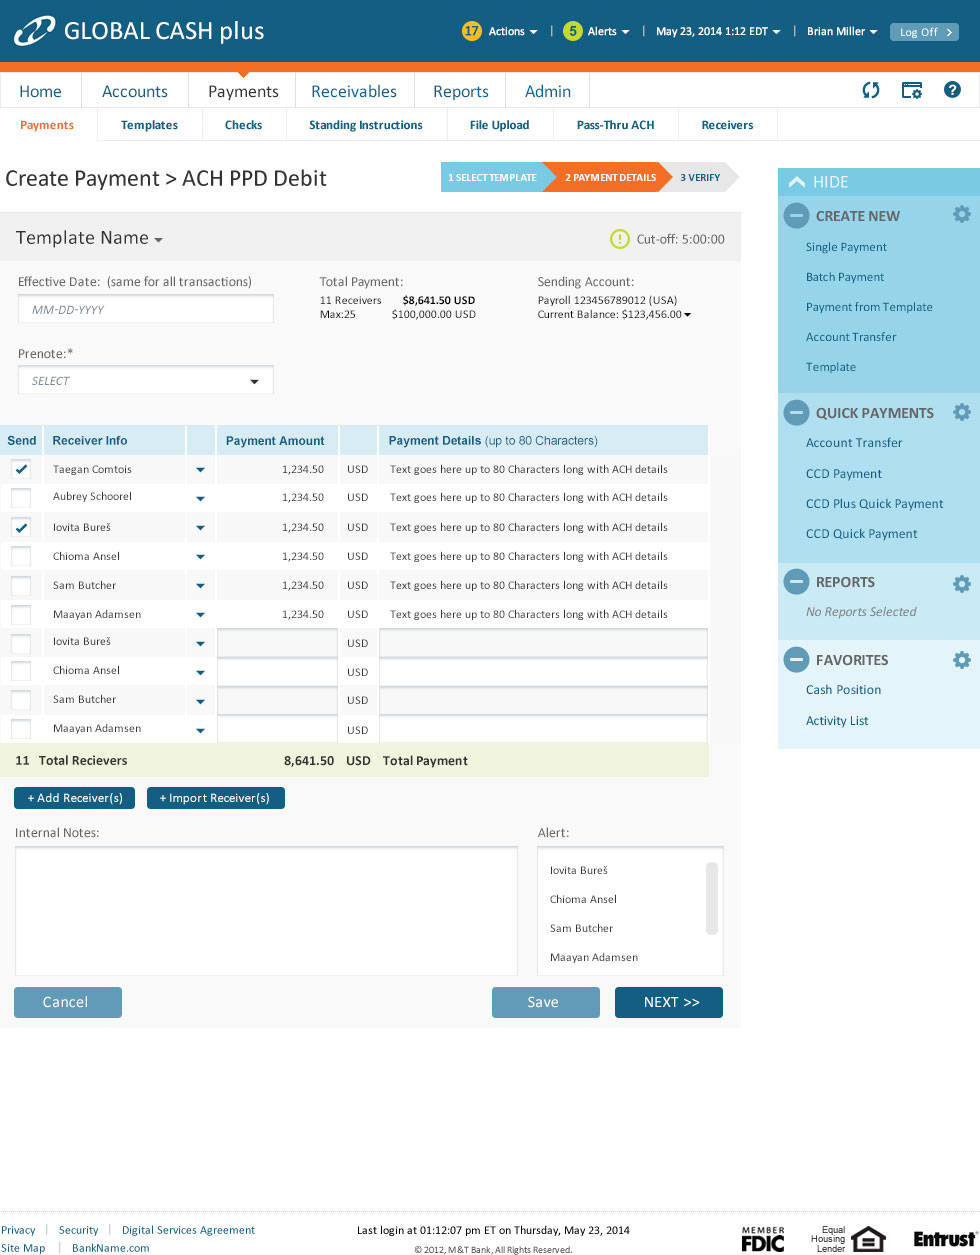 GLOBAL CASH plus
17 Actions | 5 Alerts | May 23, 2014 1:12 EDT | Brian Miller Log Off >
Home Accounts Payments Receivables Reports Admin ?
Payments Templates Checks Standing Instructions File Upload Pass-Thru ACH Receivers
Create Payment > ACH PPD Debit
1 SELECT TEMPLATE 2 PAYMENT DETAILS 3 VERIFY
Template Name
! Cut-off: 5:00:00
Effective Date: (same for all transactions)
MM-DD-YYYY
Total Payment:
11 Receivers $8,641.50 USD
Max:25 $100,000.00 USD
Sending Account:
Payroll 123456789012 (USA)
Current Balance: $123,456.00
Prenote:*
SELECT
Send Receiver Info Payment Amount Payment Details (up to 80 Characters)
Taegan Comtois 1,234.50 USD Text goes here up to 80 Characters long with ACH details
Aubrey Schoorel 1,234.50 USD Text goes here up to 80 Characters long with ACH details
Iovita Bureš 1,234.50 USD Text goes here up to 80 Characters long with ACH details
Chioma Ansel 1,234.50 USD Text goes here up to 80 Characters long with ACH details
Sam Butcher 1,234.50 USD Text goes here up to 80 Characters long with ACH details
Maayan Adamsen 1,234.50 USD Text goes here up to 80 Characters long with ACH details
Iovita Bureš USD
Chioma Ansel USD
Sam Butcher USD
Maayan Adamsen USD
11 Total Recievers 8,641.50 USD Total Payment
+ Add Receiver(s) + Import Receiver(s)
Internal Notes:
Alert:
Iovita Bureš
Chioma Ansel
Sam Butcher
Maayan Adamsen
Cancel Save NEXT >>
HIDE
CREATE NEW
Single Payment
Batch Payment
Payment from Template
Account Transfer
Template
QUICK PAYMENTS
Account Transfer
CCD Payment
CCD Plus Quick Payment
CCD Quick Payment
REPORTS
No Reports Selected
FAVORITES
Cash Position
Activity List
Privacy | Security | Digital Services Agreement
Site Map | BankName.com
Last login at 01:12:07 pm ET on Thursday, May 23, 2014
© 2012, M&T Bank, All Rights Reserved.
MEMBER
FDIC
Equal
Housing
Lender
Entrust